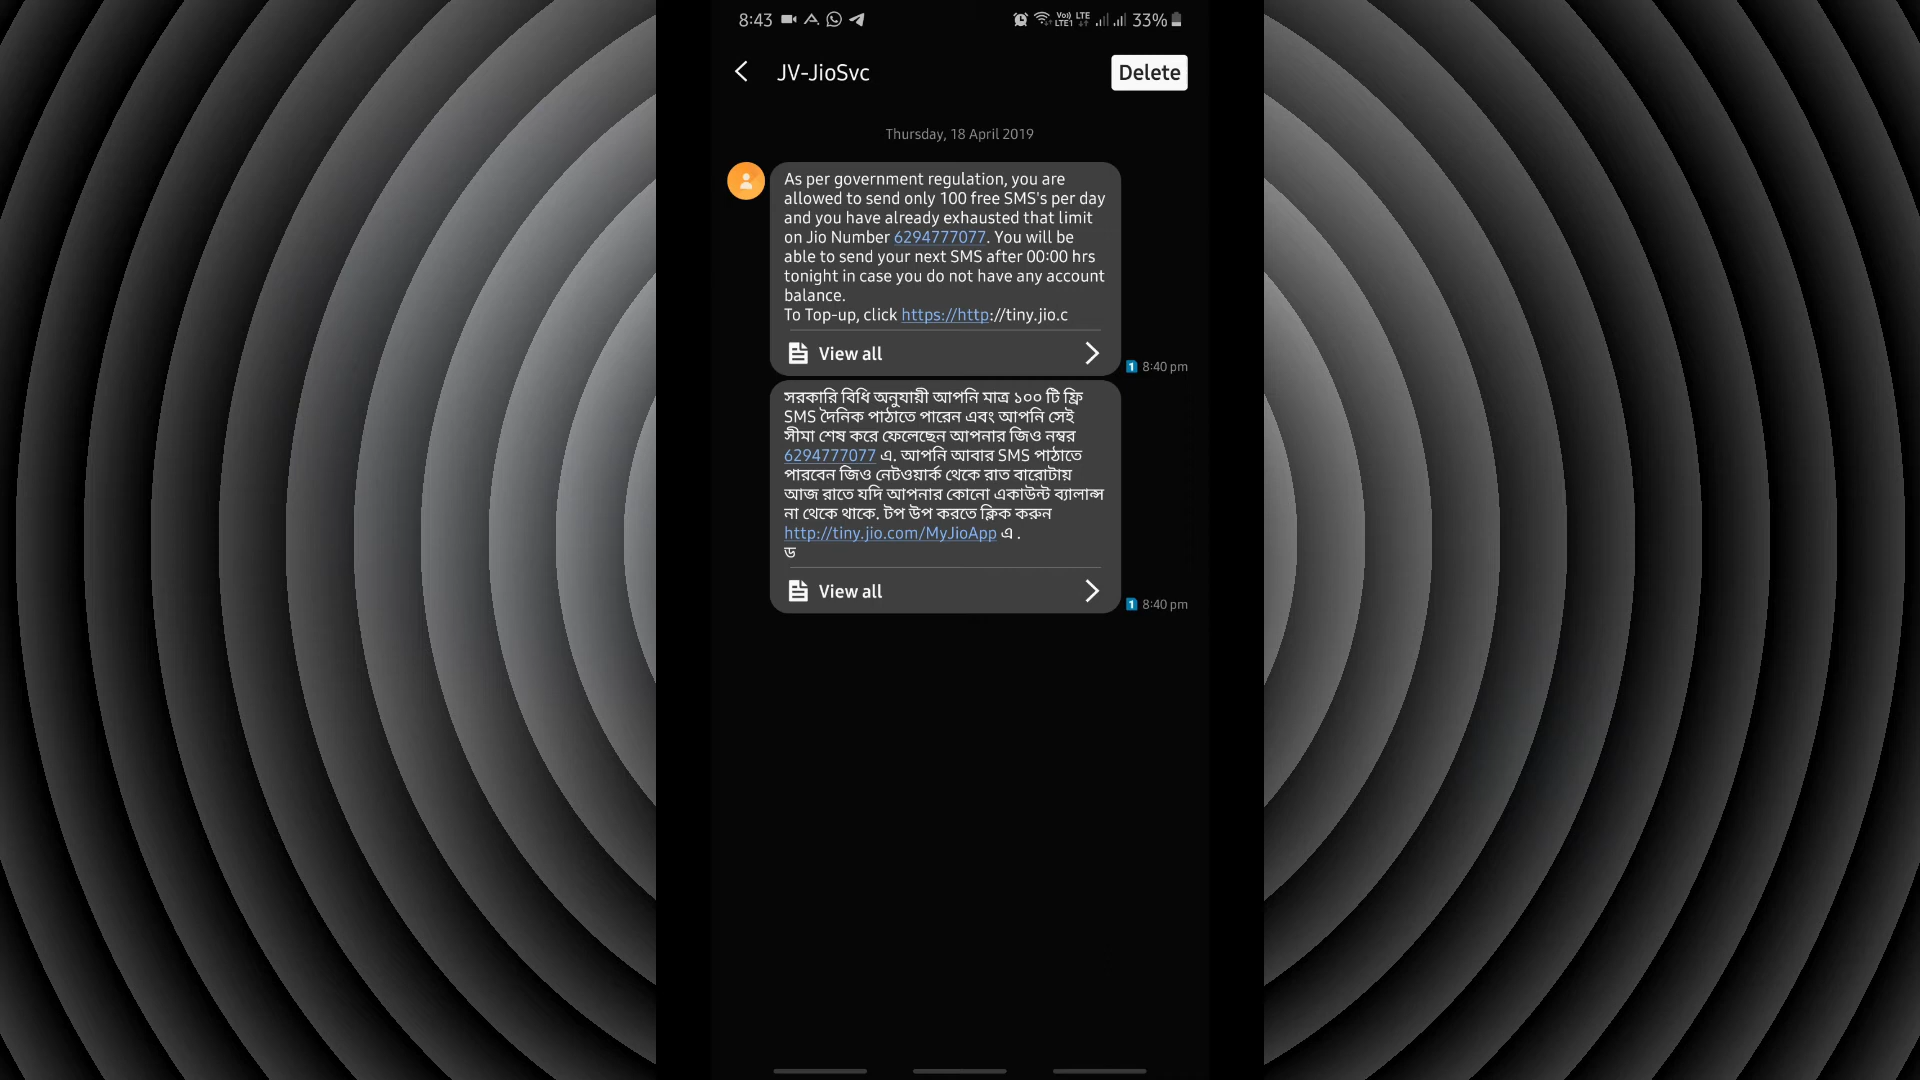 8:43
Vo)) LTE
LTE1
33%
JV-JioSvc
Delete
Thursday, 18 April 2019
As per government regulation, you are
allowed to send only 100 free SMS's per day
and you have already exhausted that limit
on Jio Number 6294777077. You will be
able to send your next SMS after 00:00 hrs
tonight in case you do not have any account
balance.
To Top-up, click https://http://tiny.jio.c
View all
1 8:40 pm
সরকারি বিধি অনুযায়ী আপনি মাত্র ১০০ টি ফ্রি
SMS দৈনিক পাঠাতে পারেন এবং আপনি সেই
সীমা শেষ করে ফেলেছেন আপনার জিও নম্বর
6294777077 এ. আপনি আবার SMS পাঠাতে
পারবেন জিও নেটওয়ার্ক থেকে রাত বারোটায়
আজ রাতে যদি আপনার কোনো একাউন্ট ব্যালান্স
না থেকে থাকে. টপ উপ করতে ক্লিক করুন
http://tiny.jio.com/MyJioApp এ .
ড
View all
1 8:40 pm